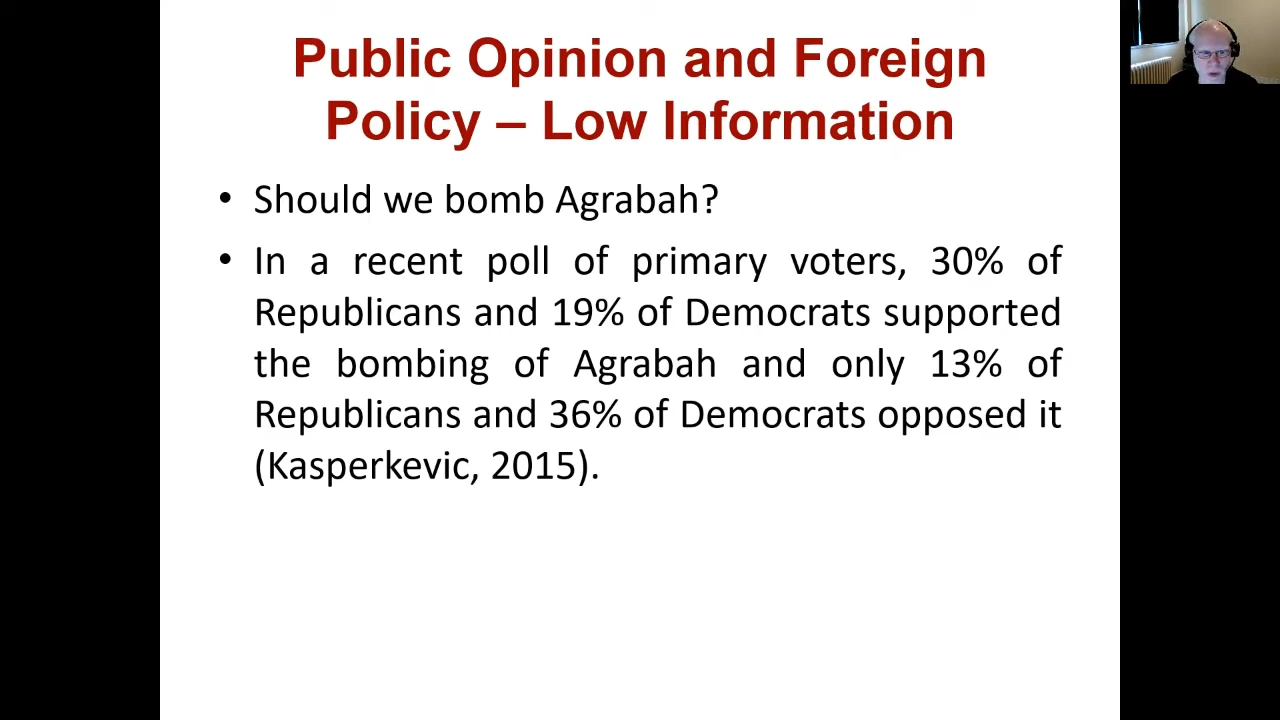 Public Opinion and Foreign
Policy – Low Information
• Should we bomb Agrabah?
• In a recent poll of primary voters, 30% of
Republicans and 19% of Democrats supported
the bombing of Agrabah and only 13% of
Republicans and 36% of Democrats opposed it
(Kasperkevic, 2015).